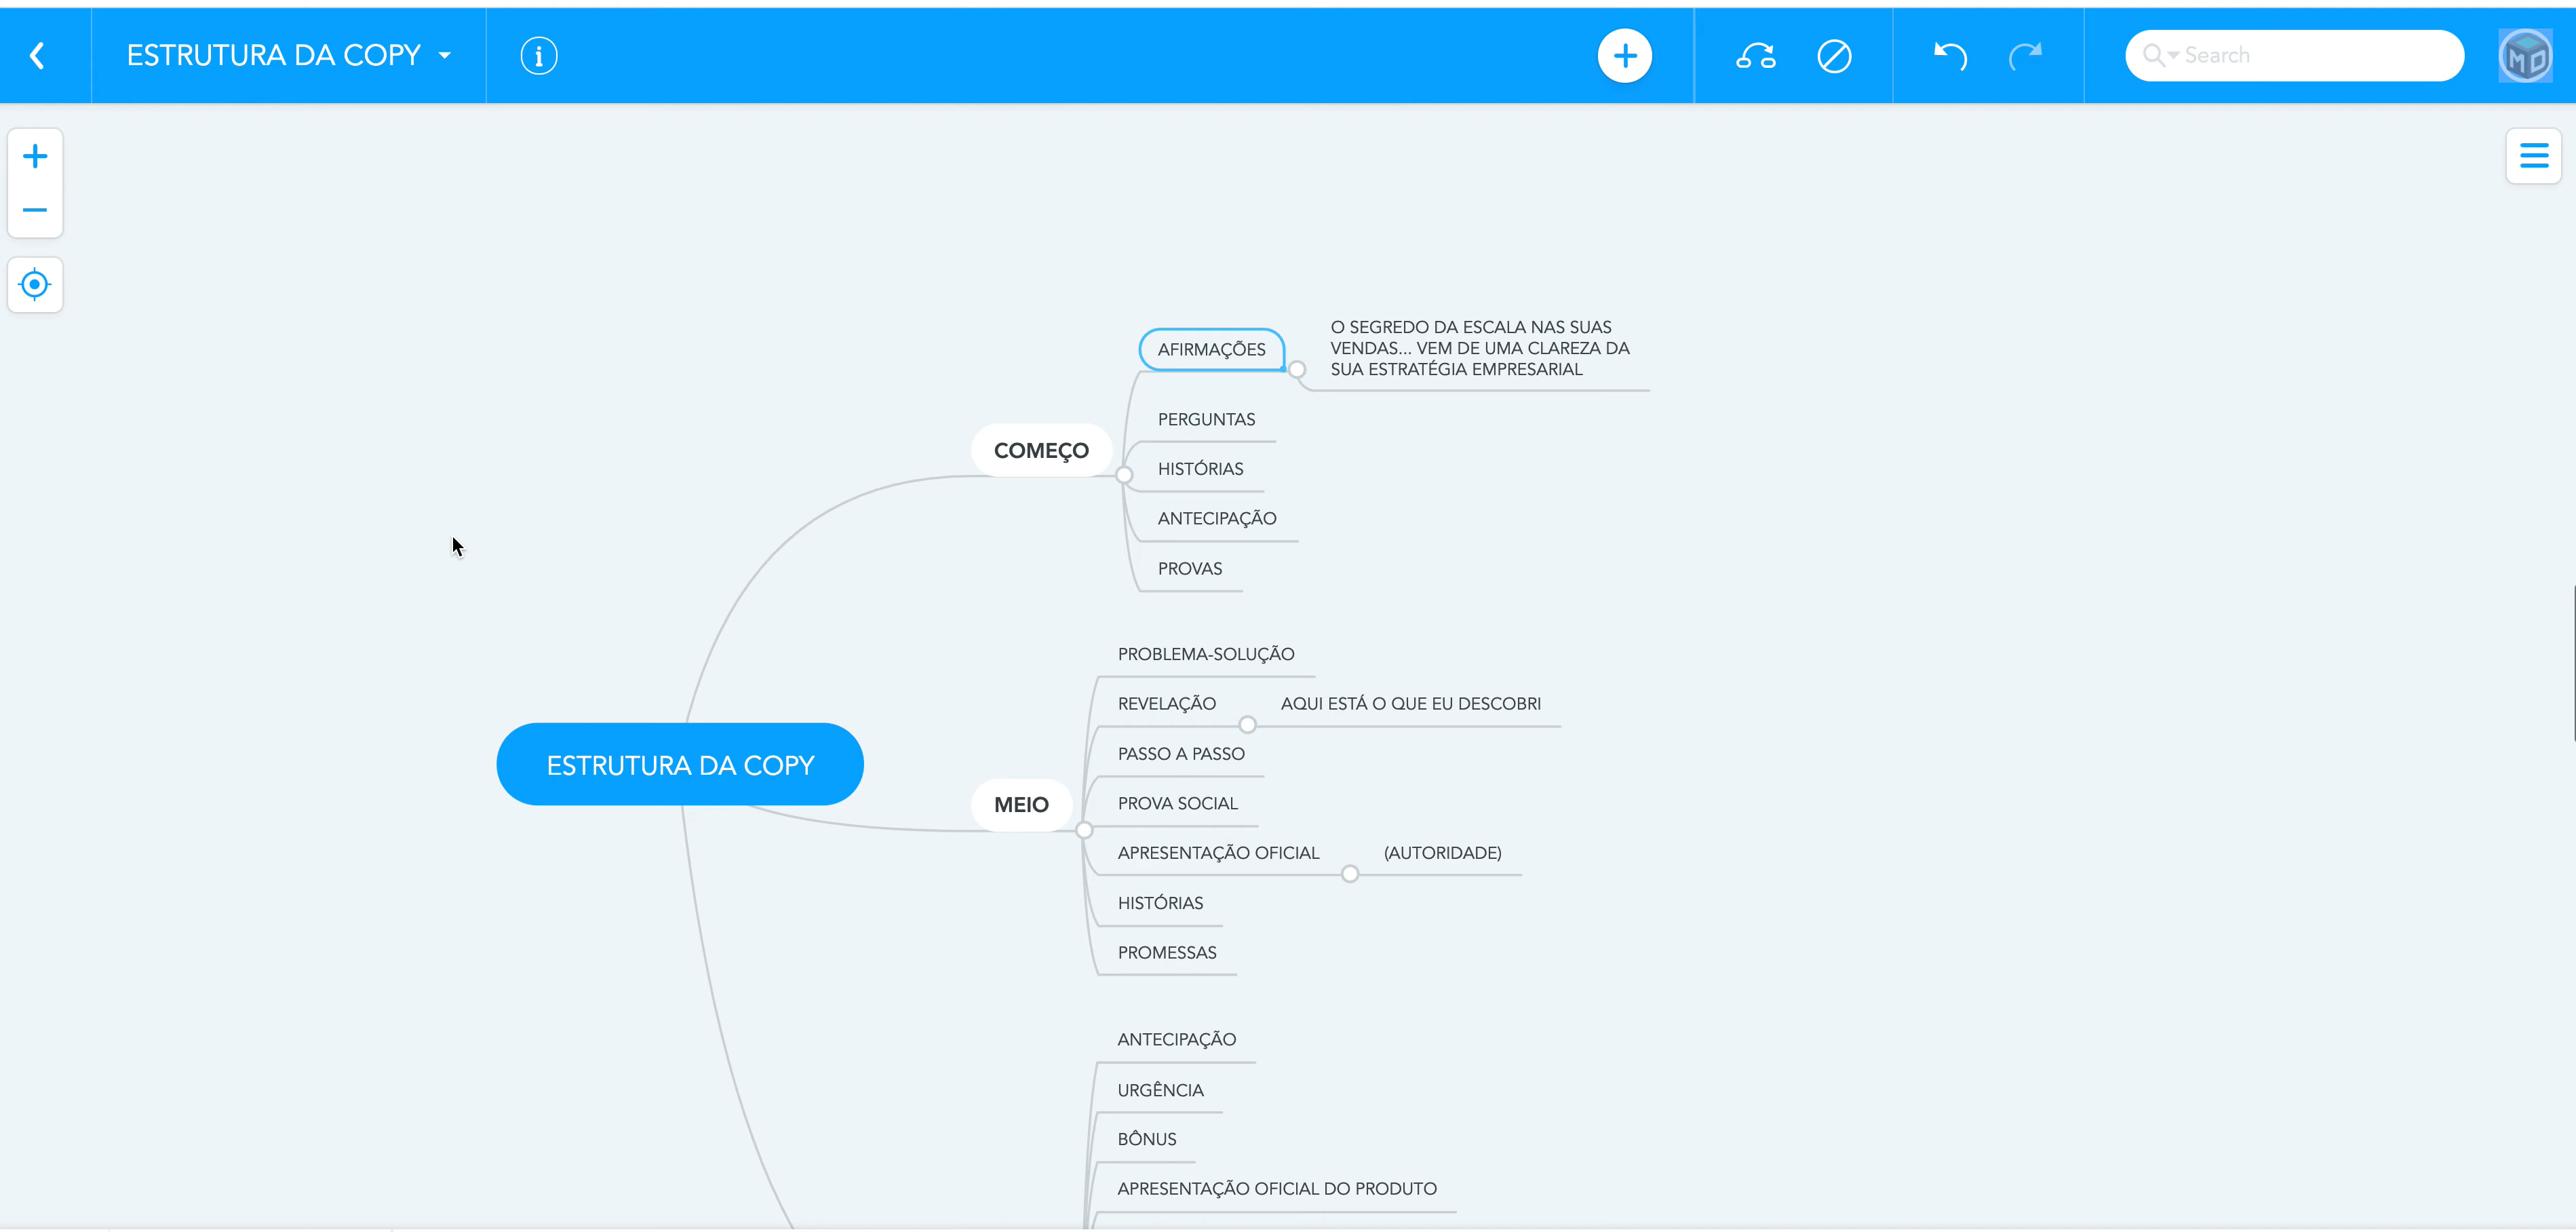 ESTRUTURA DA COPY
Search
MD
O SEGREDO DA ESCALA NAS SUAS
VENDAS... VEM DE UMA CLAREZA DA
SUA ESTRATÉGIA EMPRESARIAL
AFIRMAÇÕES
PERGUNTAS
COMEÇO
HISTÓRIAS
ANTECIPAÇÃO
PROVAS
PROBLEMA-SOLUÇÃO
REVELAÇÃO
AQUI ESTÁ O QUE EU DESCOBRI
PASSO A PASSO
ESTRUTURA DA COPY
MEIO
PROVA SOCIAL
APRESENTAÇÃO OFICIAL
(AUTORIDADE)
HISTÓRIAS
PROMESSAS
ANTECIPAÇÃO
URGÊNCIA
BÔNUS
APRESENTAÇÃO OFICIAL DO PRODUTO